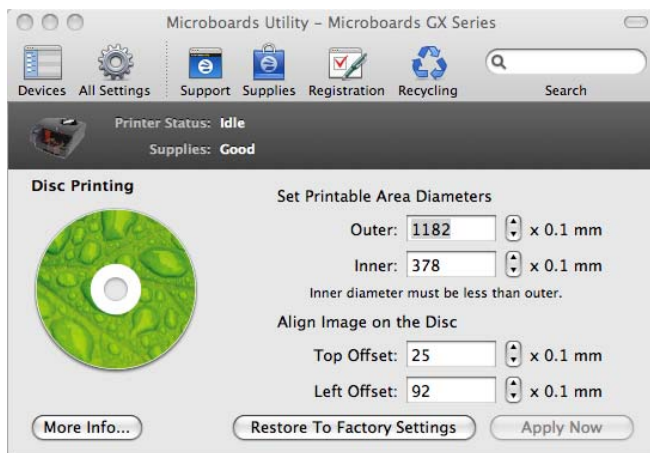 Microboards Utility – Microboards GX Series
Devices All Settings Support Supplies Registration Recycling Search
Printer Status: Idle
Supplies: Good
Disc Printing
Set Printable Area Diameters
Outer: 1182 x 0.1 mm
Inner: 378 x 0.1 mm
Inner diameter must be less than outer.
Align Image on the Disc
Top Offset: 25 x 0.1 mm
Left Offset: 92 x 0.1 mm
More Info... Restore To Factory Settings Apply Now